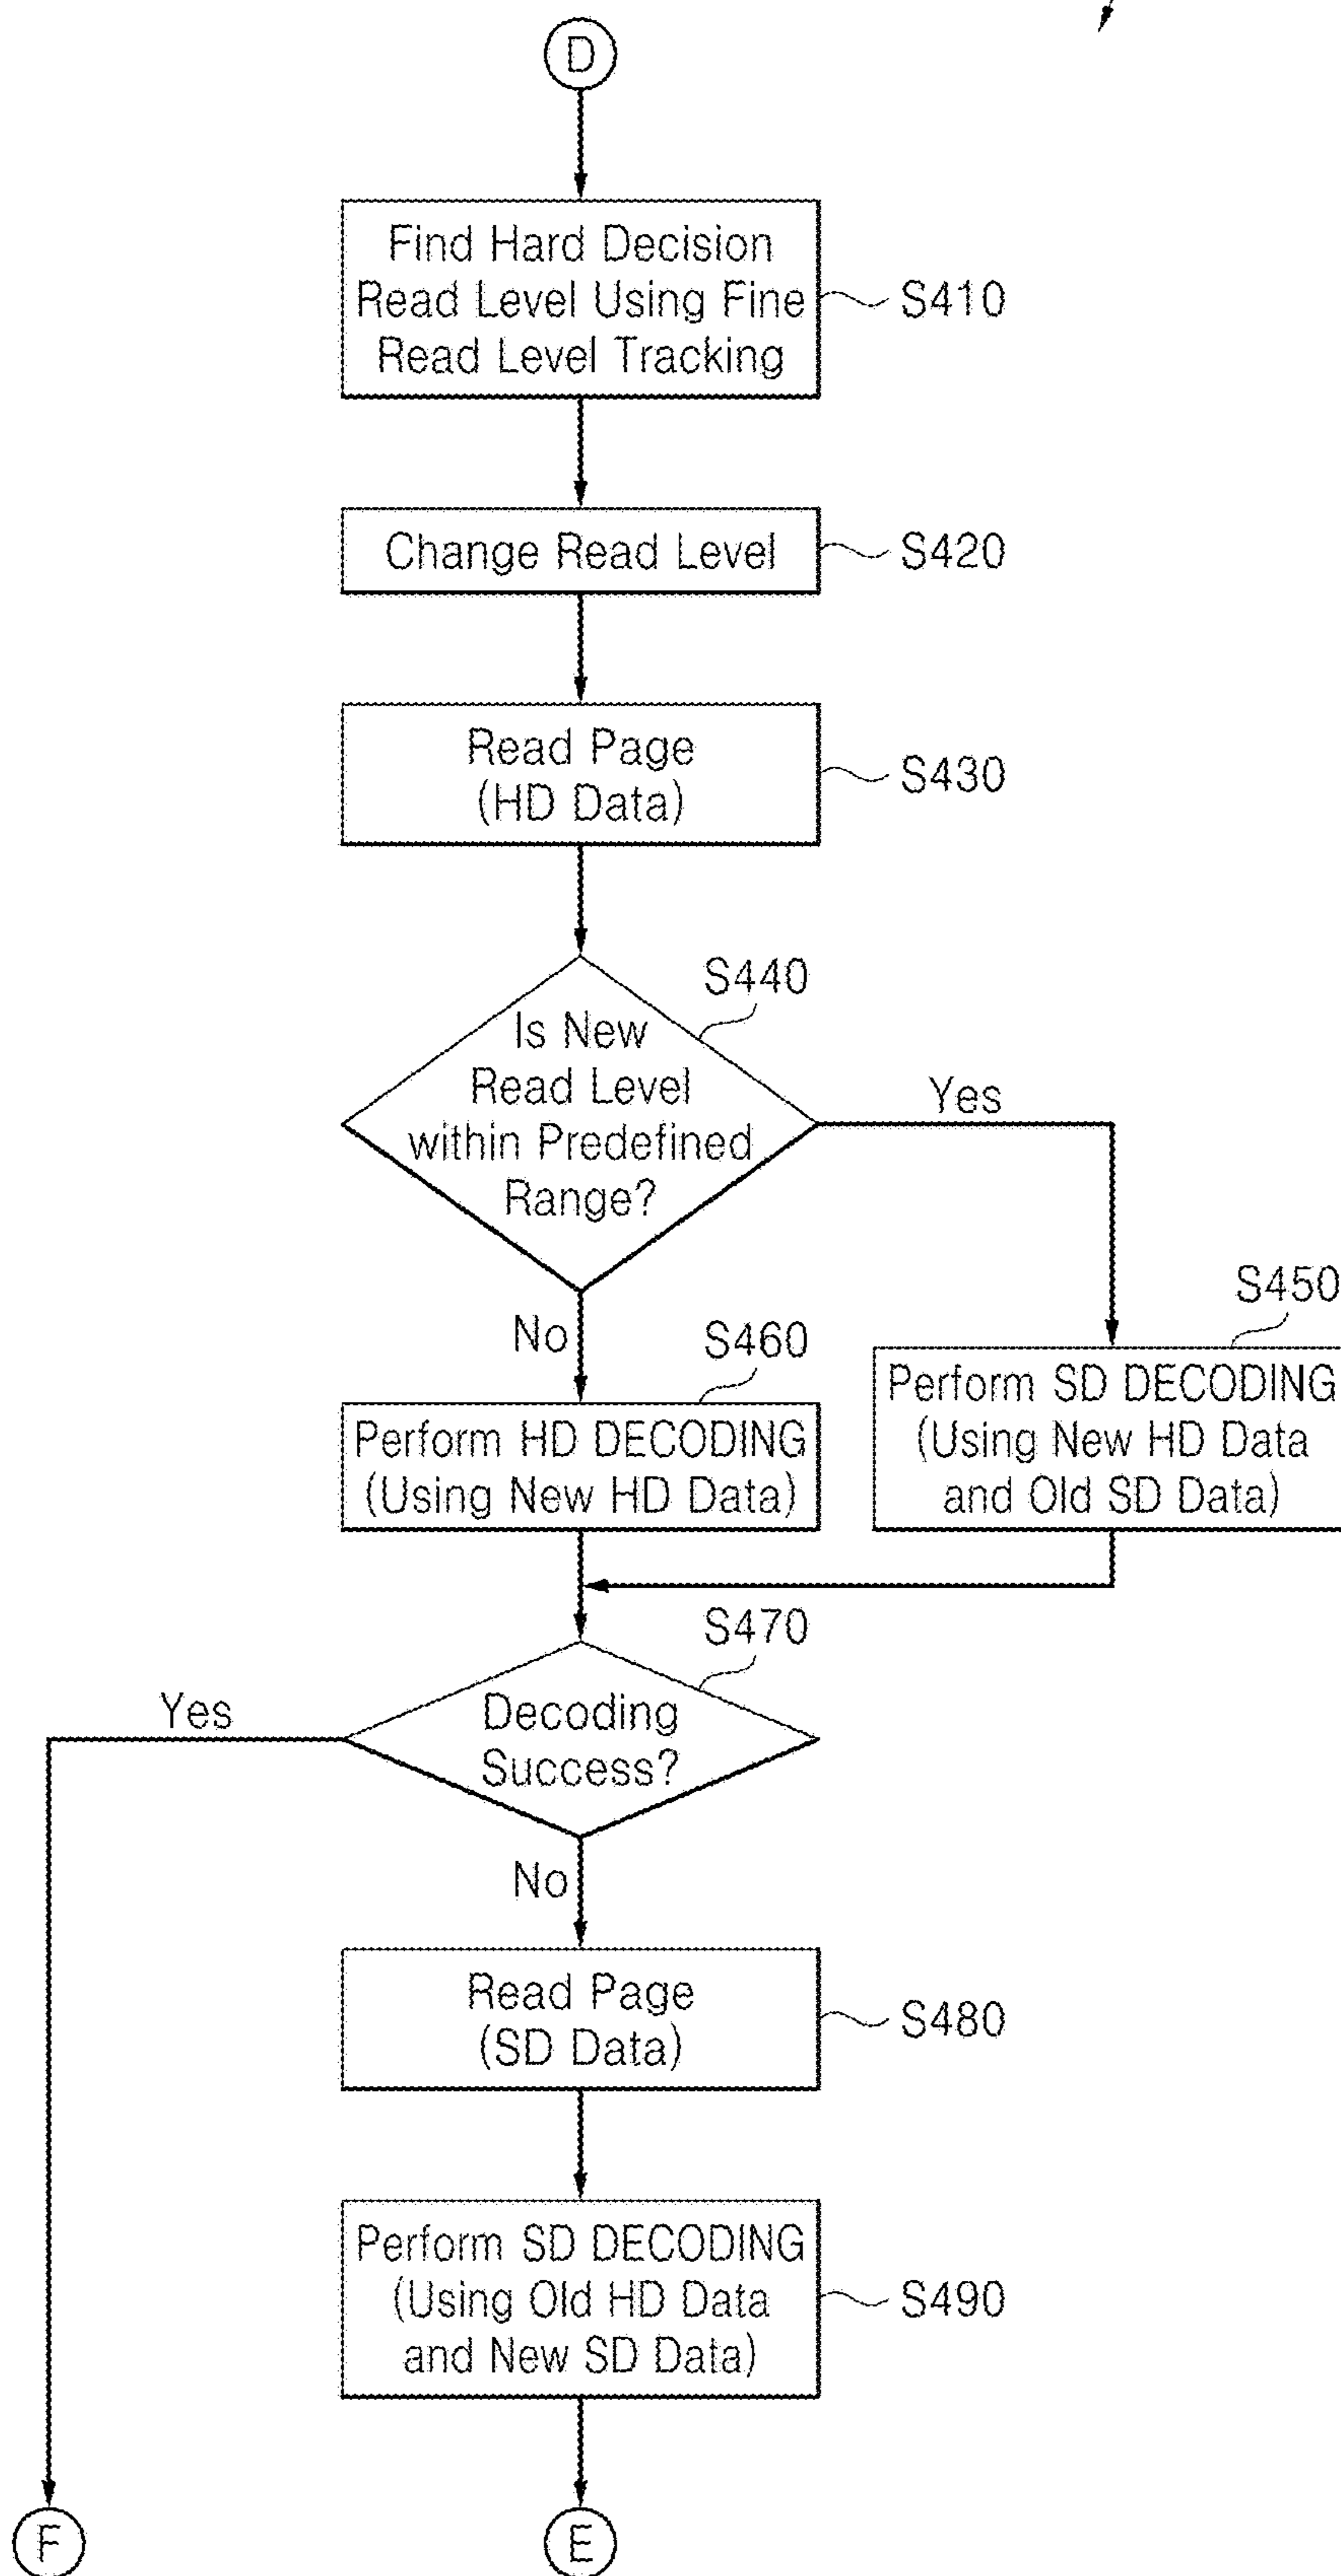 D
Find Hard Decision
Read Level Using Fine
Read Level Tracking
S410
Change Read Level
S420
Read Page
(HD Data)
S430
S440
Is New
Read Level
within Predefined
Range?
Yes
No
S450
Perform SD DECODING
(Using New HD Data
and Old SD Data)
S460
Perform HD DECODING
(Using New HD Data)
S470
Decoding
Success?
Yes
No
Read Page
(SD Data)
S480
Perform SD DECODING
(Using Old HD Data
and New SD Data)
S490
F
E